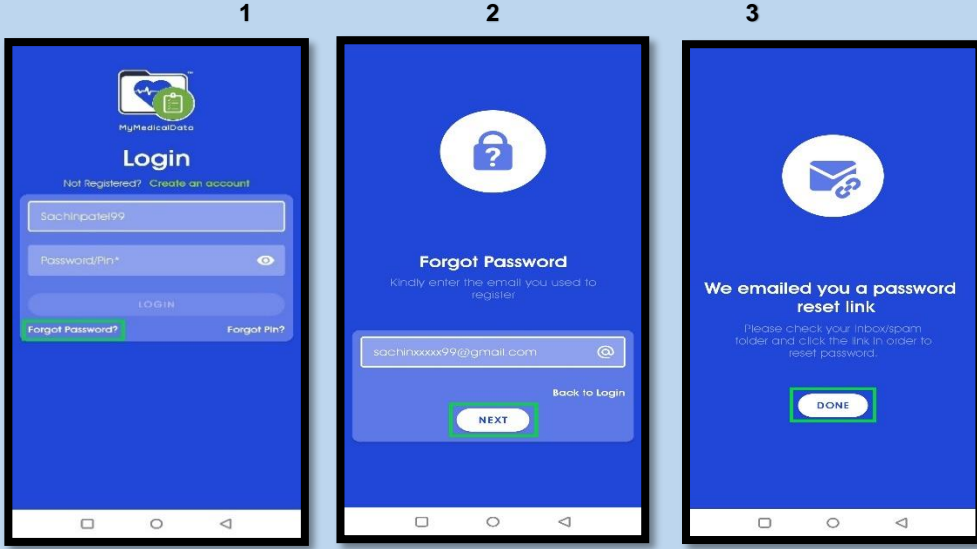 1
2
3
MyMedicalData
Login
Not Registered? Create an account
Sachinpatel99
Password/Pin*
LOGIN
Forgot Password?
Forgot Pin?
?
Forgot Password
Kindly enter the email you used to
register
sachinxxxxx99@gmail.com @
Back to Login
NEXT
We emailed you a password
reset link
Please check your inbox/spam
folder and click the link in order to
reset password.
DONE